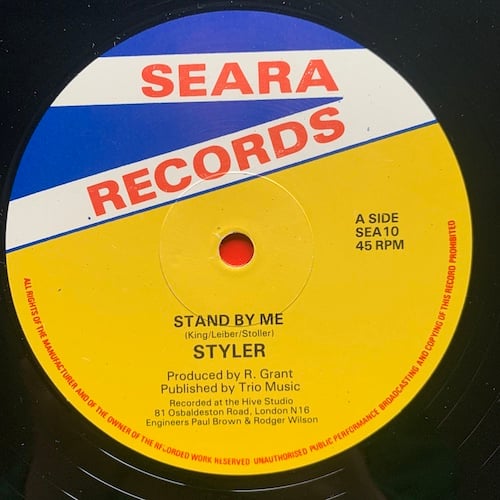 SEARA
RECORDS
A SIDE
SEA10
45 RPM
STAND BY ME
(King/Leiber/Stoller)
STYLER
Produced by R. Grant
Published by Trio Music
Recorded at the Hive Studio
81 Osbaldeston Road, London N16
Engineers Paul Brown & Rodger Wilson
ALL RIGHTS OF THE MANUFACTURER AND OF THE OWNER OF THE RECORDED WORK RESERVED UNAUTHORISED PUBLIC PERFORMANCE BROADCASTING AND COPYING OF THIS RECORD PROHIBITED